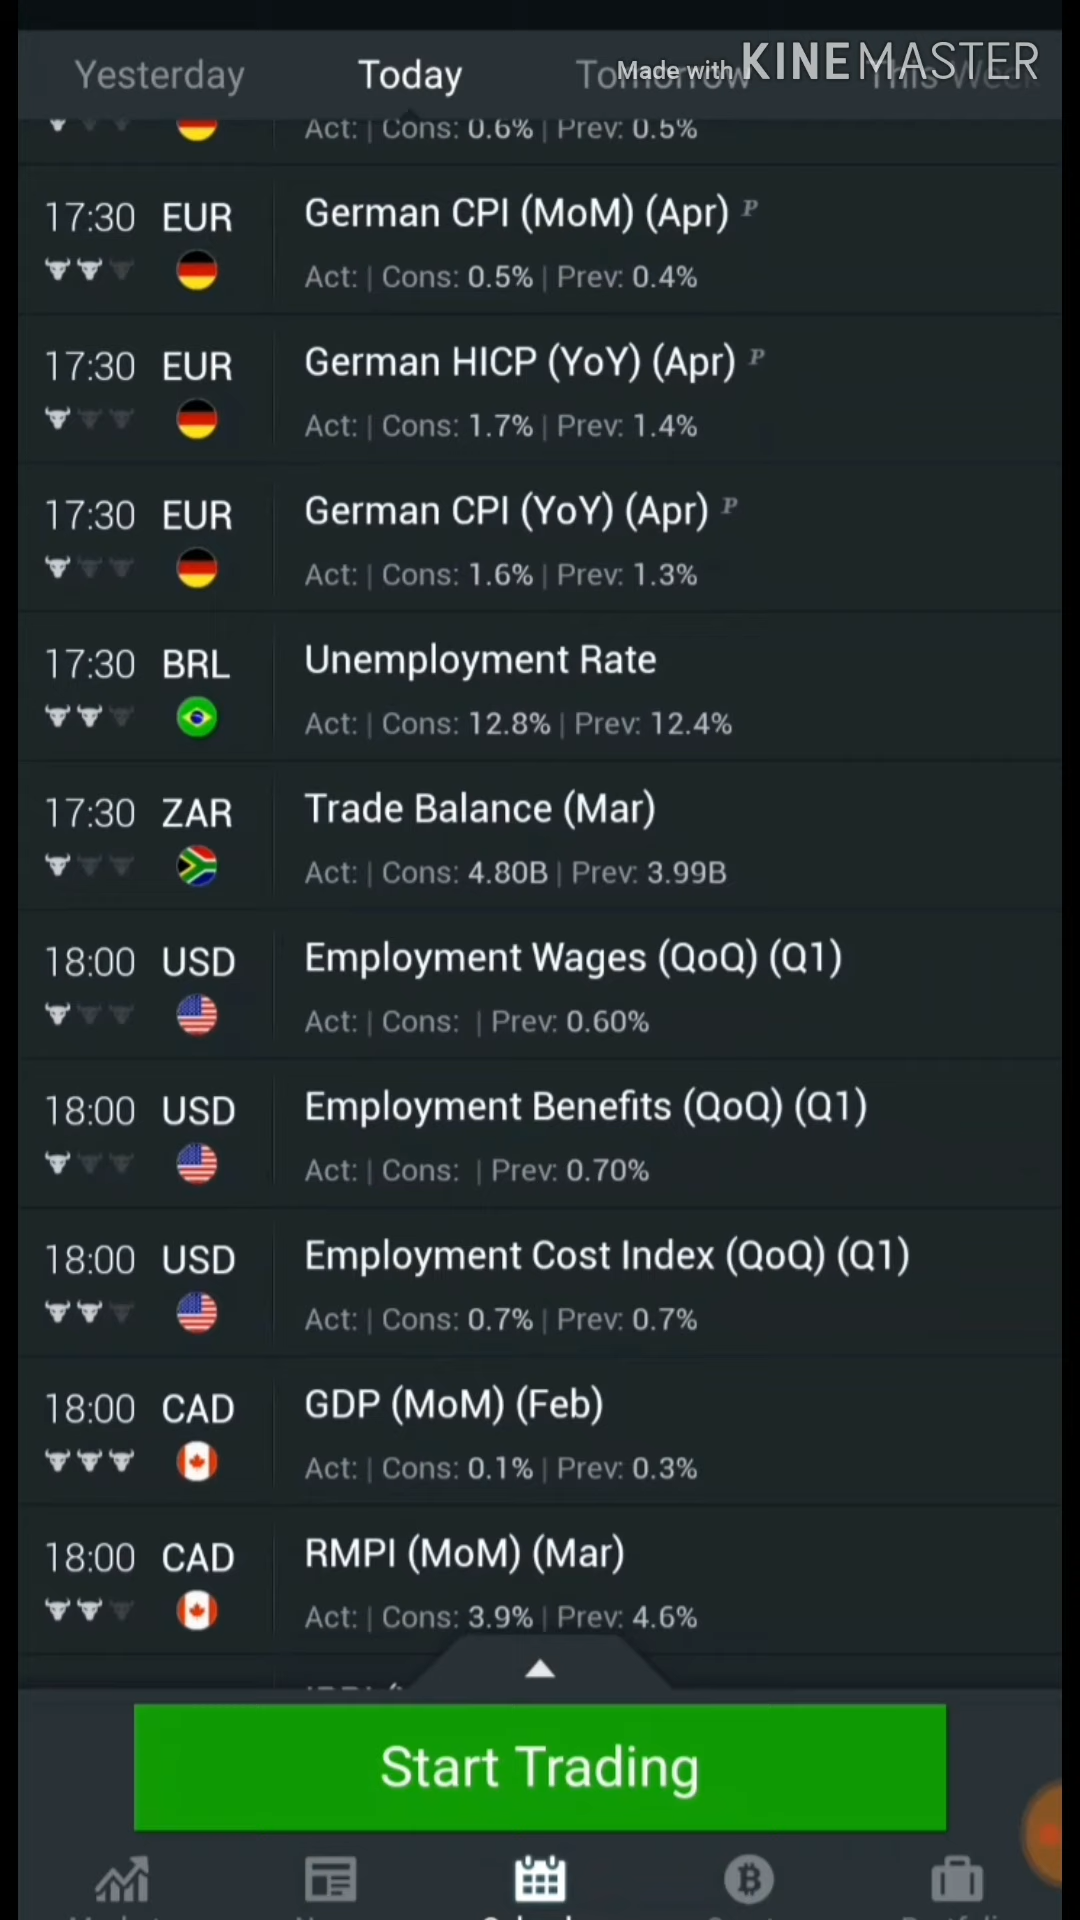 Yesterday Today Tomorrow This Week
Made with KINEMASTER
Act: | Cons: 0.6% | Prev: 0.5%
17:30 EUR German CPI (MoM) (Apr) P
Act: | Cons: 0.5% | Prev: 0.4%
17:30 EUR German HICP (YoY) (Apr) P
Act: | Cons: 1.7% | Prev: 1.4%
17:30 EUR German CPI (YoY) (Apr) P
Act: | Cons: 1.6% | Prev: 1.3%
17:30 BRL Unemployment Rate
Act: | Cons: 12.8% | Prev: 12.4%
17:30 ZAR Trade Balance (Mar)
Act: | Cons: 4.80B | Prev: 3.99B
18:00 USD Employment Wages (QoQ) (Q1)
Act: | Cons: | Prev: 0.60%
18:00 USD Employment Benefits (QoQ) (Q1)
Act: | Cons: | Prev: 0.70%
18:00 USD Employment Cost Index (QoQ) (Q1)
Act: | Cons: 0.7% | Prev: 0.7%
18:00 CAD GDP (MoM) (Feb)
Act: | Cons: 0.1% | Prev: 0.3%
18:00 CAD RMPI (MoM) (Mar)
Act: | Cons: 3.9% | Prev: 4.6%
Start Trading